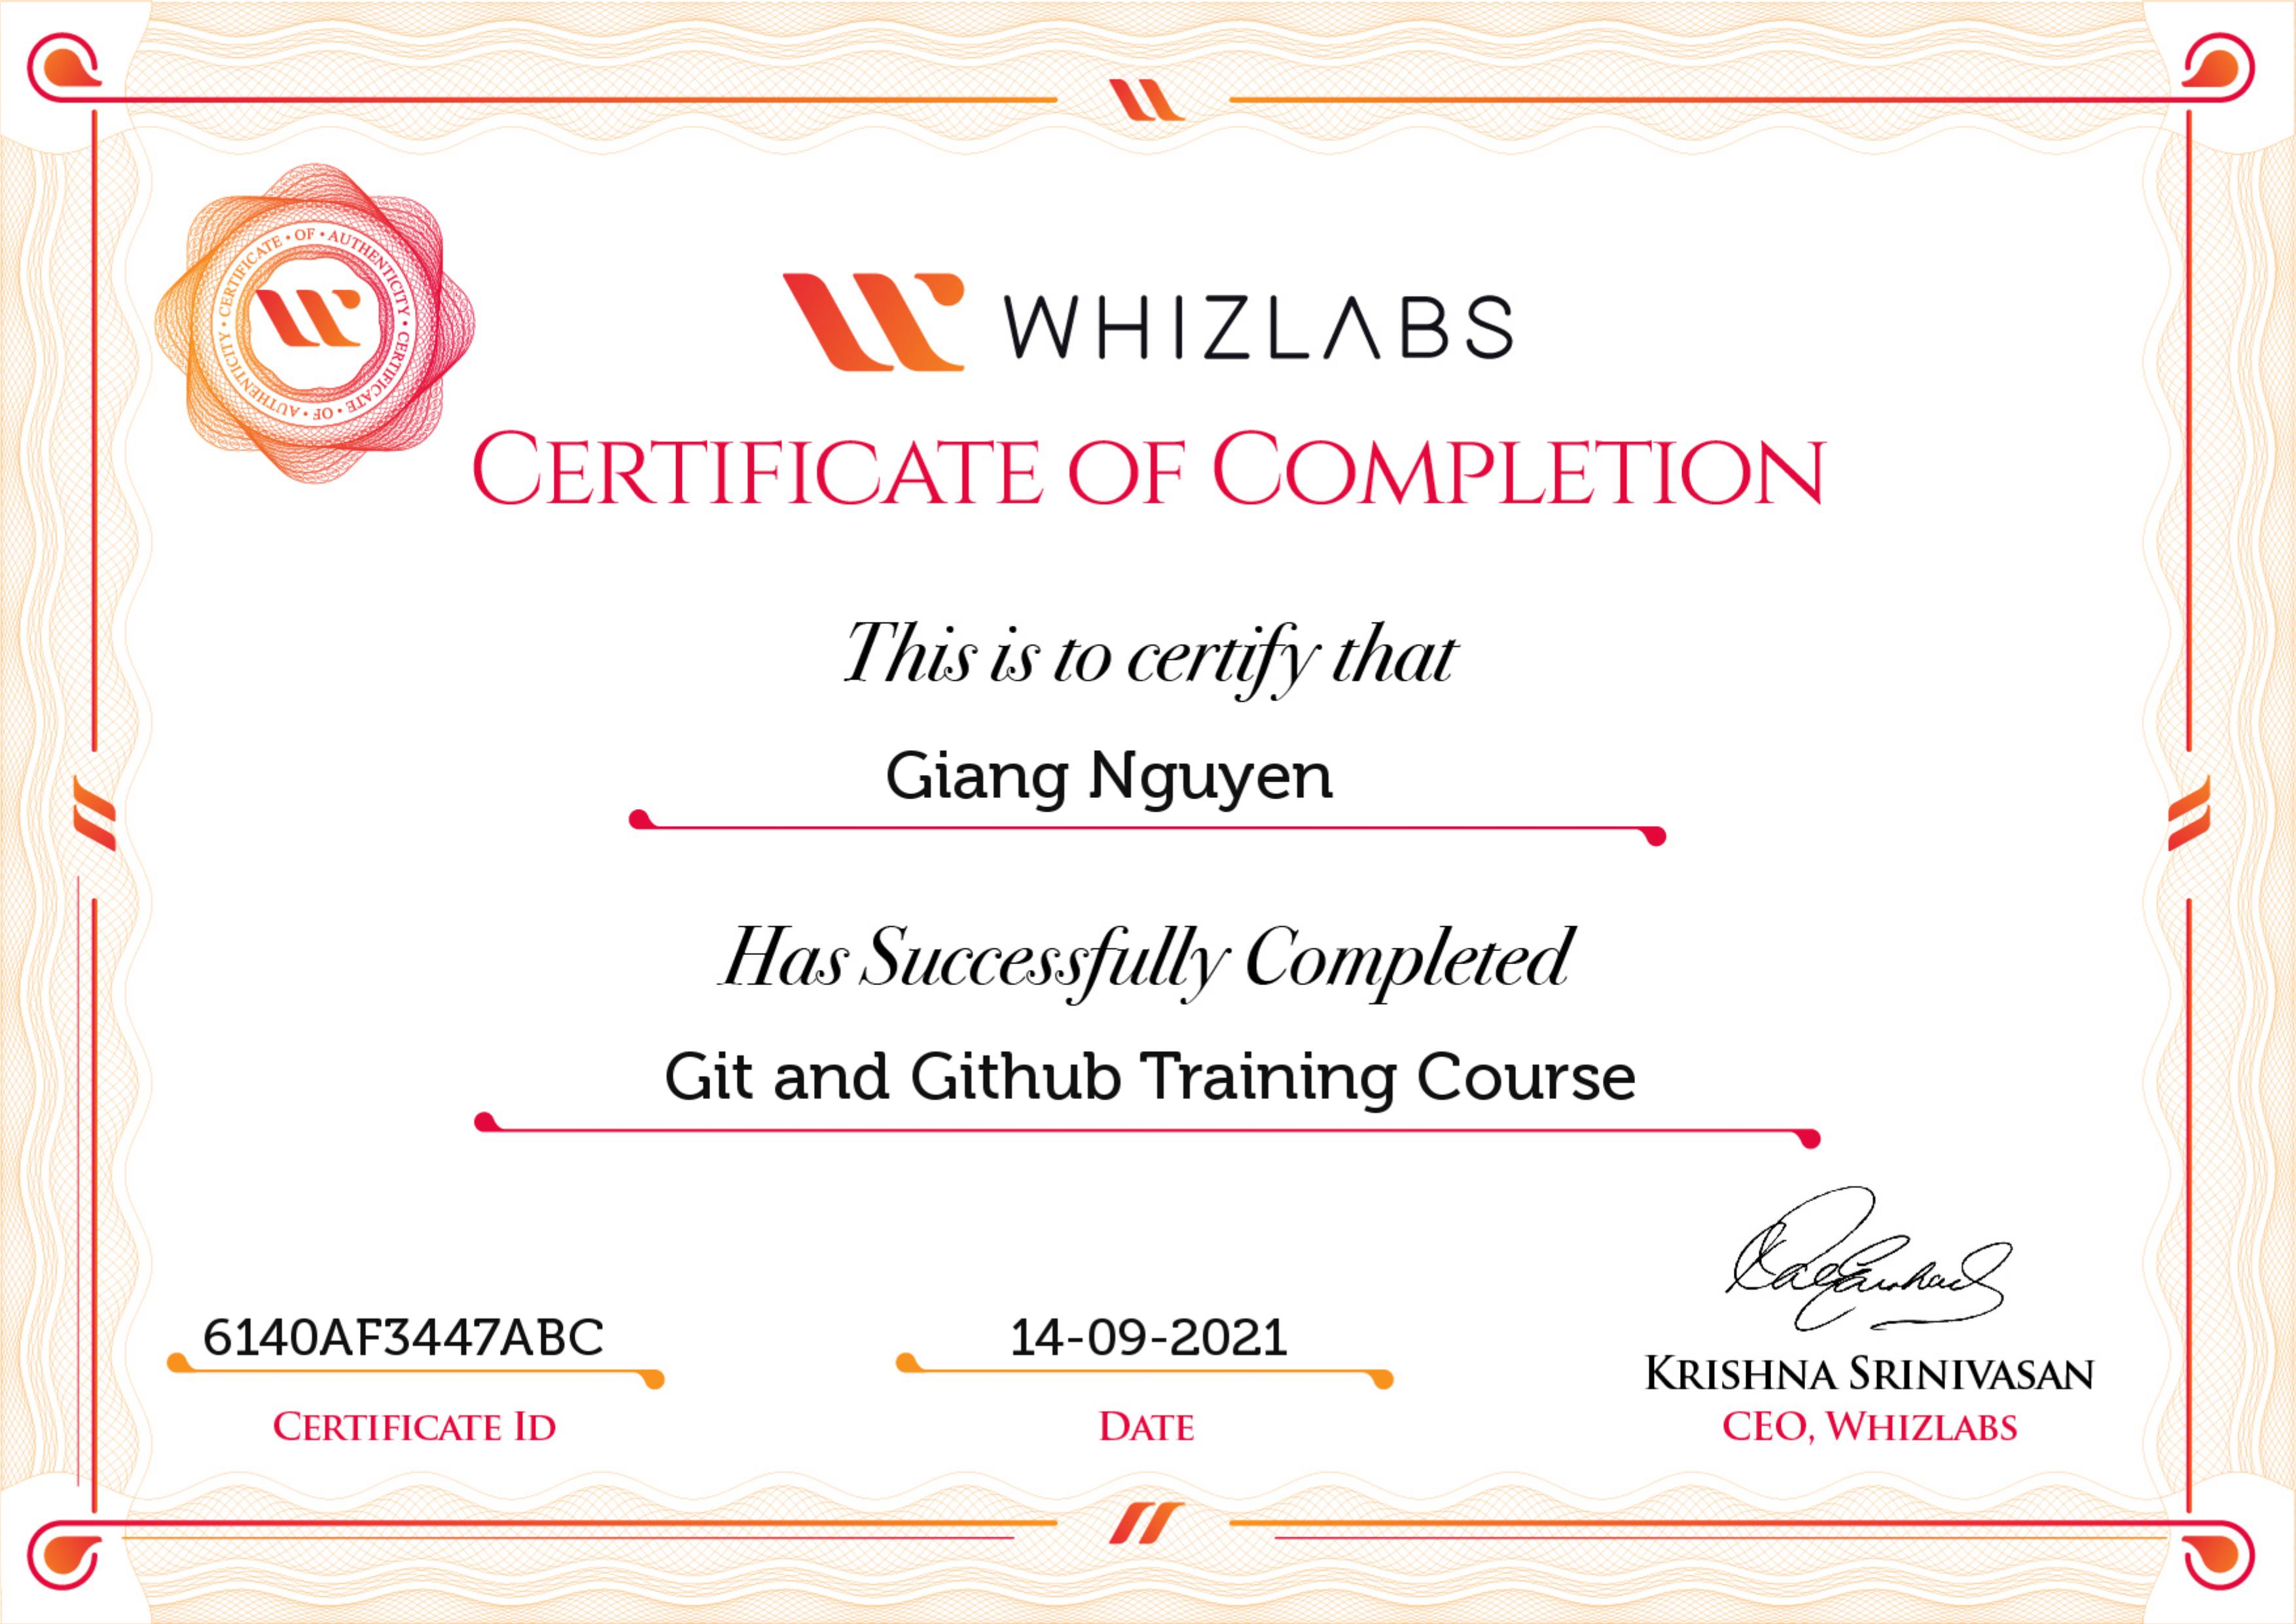 CERTIFICATE • OF • AUTHENTICITY • CERTIFICATE • OF • AUTHENTICITY •
WHIZLABS
CERTIFICATE OF COMPLETION
This is to certify that
Giang Nguyen
Has Successfully Completed
Git and Github Training Course
6140AF3447ABC
CERTIFICATE ID
14-09-2021
DATE
KRISHNA SRINIVASAN
CEO, WHIZLABS